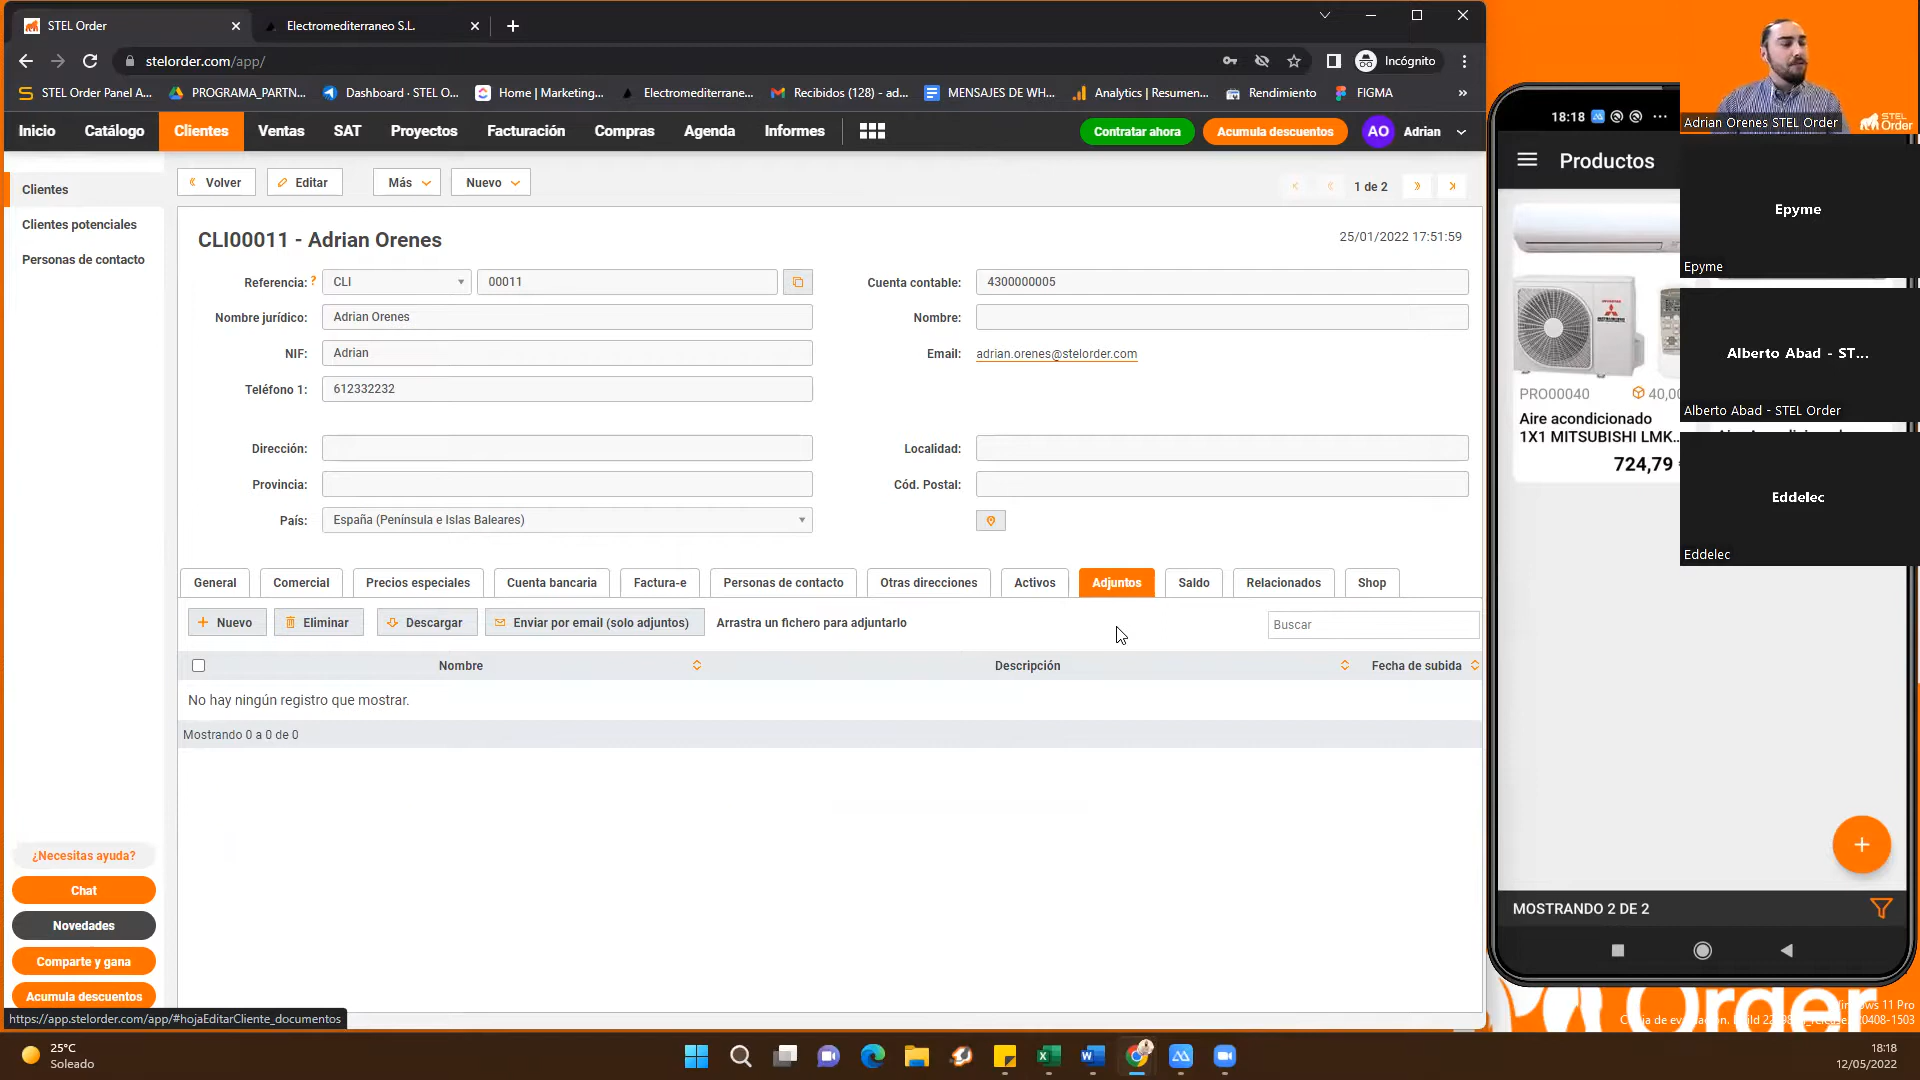 STEL Order
Electromediterraneo S.L.
stelorder.com/app/
Incógnito
STEL Order Panel A...
PROGRAMA_PARTN...
Dashboard · STEL O...
Home | Marketing...
Electromediterrane...
Recibidos (128) - ad...
MENSAJES DE WH...
Analytics | Resumen...
Rendimiento
FIGMA
»
Inicio
Catálogo
Clientes
Ventas
SAT
Proyectos
Facturación
Compras
Agenda
Informes
Contratar ahora
Acumula descuentos
AO
Adrian
Clientes
Clientes potenciales
Personas de contacto
Volver
Editar
Más
Nuevo
1 de 2
CLI00011 - Adrian Orenes
25/01/2022 17:51:59
Referencia: ?
CLI
00011
Cuenta contable:
4300000005
Nombre jurídico:
Adrian Orenes
Nombre:
NIF:
Adrian
Email:
adrian.orenes@stelorder.com
Teléfono 1:
612332232
Dirección:
Localidad:
Provincia:
Cód. Postal:
País:
España (Península e Islas Baleares)
General
Comercial
Precios especiales
Cuenta bancaria
Factura-e
Personas de contacto
Otras direcciones
Activos
Adjuntos
Saldo
Relacionados
Shop
Nuevo
Eliminar
Descargar
Enviar por email (solo adjuntos)
Arrastra un fichero para adjuntarlo
Buscar
Nombre
Descripción
Fecha de subida
No hay ningún registro que mostrar.
Mostrando 0 a 0 de 0
¿Necesitas ayuda?
Chat
Novedades
Comparte y gana
Acumula descuentos
https://app.stelorder.com/app/#hojaEditarCliente_documentos
18:18
Productos
PRO00040
40,0
Aire acondicionado
1X1 MITSUBISHI LMK...
724,79
MOSTRANDO 2 DE 2
Adrian Orenes STEL Order
STEL
Order
Epyme
Epyme
Alberto Abad - ST...
Alberto Abad - STEL Order
Eddelec
Eddelec
Order
Windows 11 Pro
25°C
Soleado
18:18
12/05/2022